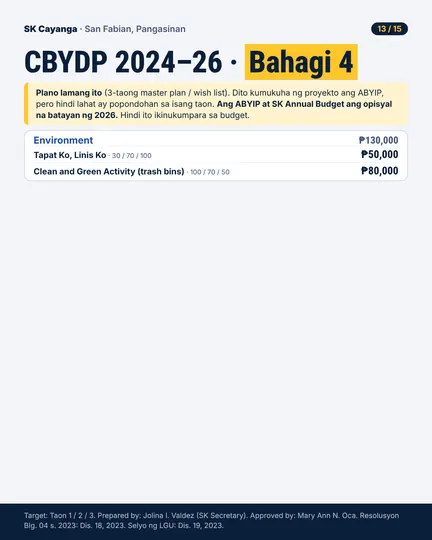 SK Cayanga · San Fabian, Pangasinan
13 / 15
CBYDP 2024–26 · Bahagi 4
Plano lamang ito (3-taong master plan / wish list). Dito kumukuha ng proyekto ang ABYIP,
pero hindi lahat ay popondohan sa isang taon. Ang ABYIP at SK Annual Budget ang opisyal
na batayan ng 2026. Hindi ito ikinukumpara sa budget.
Environment ₱130,000
Tapat Ko, Linis Ko · 30 / 70 / 100 ₱50,000
Clean and Green Activity (trash bins) · 100 / 70 / 50 ₱80,000
Target: Taon 1 / 2 / 3. Prepared by: Jolina I. Valdez (SK Secretary). Approved by: Mary Ann N. Oca. Resolusyon
Blg. 04 s. 2023: Dis. 18, 2023. Selyo ng LGU: Dis. 19, 2023.